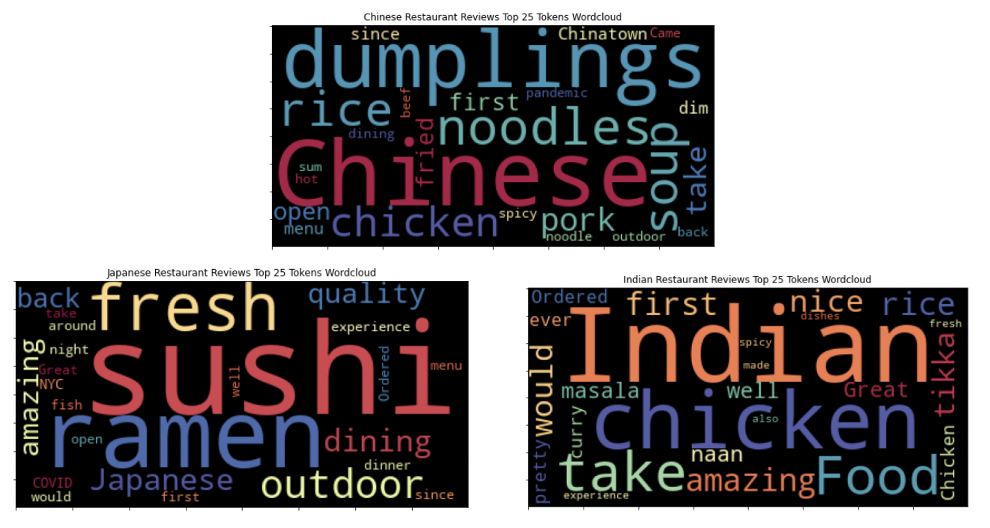 Chinese Restaurant Reviews Top 25 Tokens Wordcloud
since
Chinatown
Came
dumplings
rice
beef
first
pandemic
dim
dining
fried
noodles
soup
take
Chinese
sum
hot
open
menu
chicken
spicy
pork
noodle
outdoor
back
Japanese Restaurant Reviews Top 25 Tokens Wordcloud
back
fresh
quality
take
around
experience
amazing
night
sushi
Great
NYC
well
Ordered
menu
fish
ramen
open
dining
dinner
COVID
Japanese
outdoor
would
first
since
Indian Restaurant Reviews Top 25 Tokens Wordcloud
Ordered
first
nice
rice
ever
dishes
fresh
Indian
would
spicy
made
tikka
masala
well
Great
curry
chicken
also
pretty
take
naan
amazing
Food
Chicken
experience